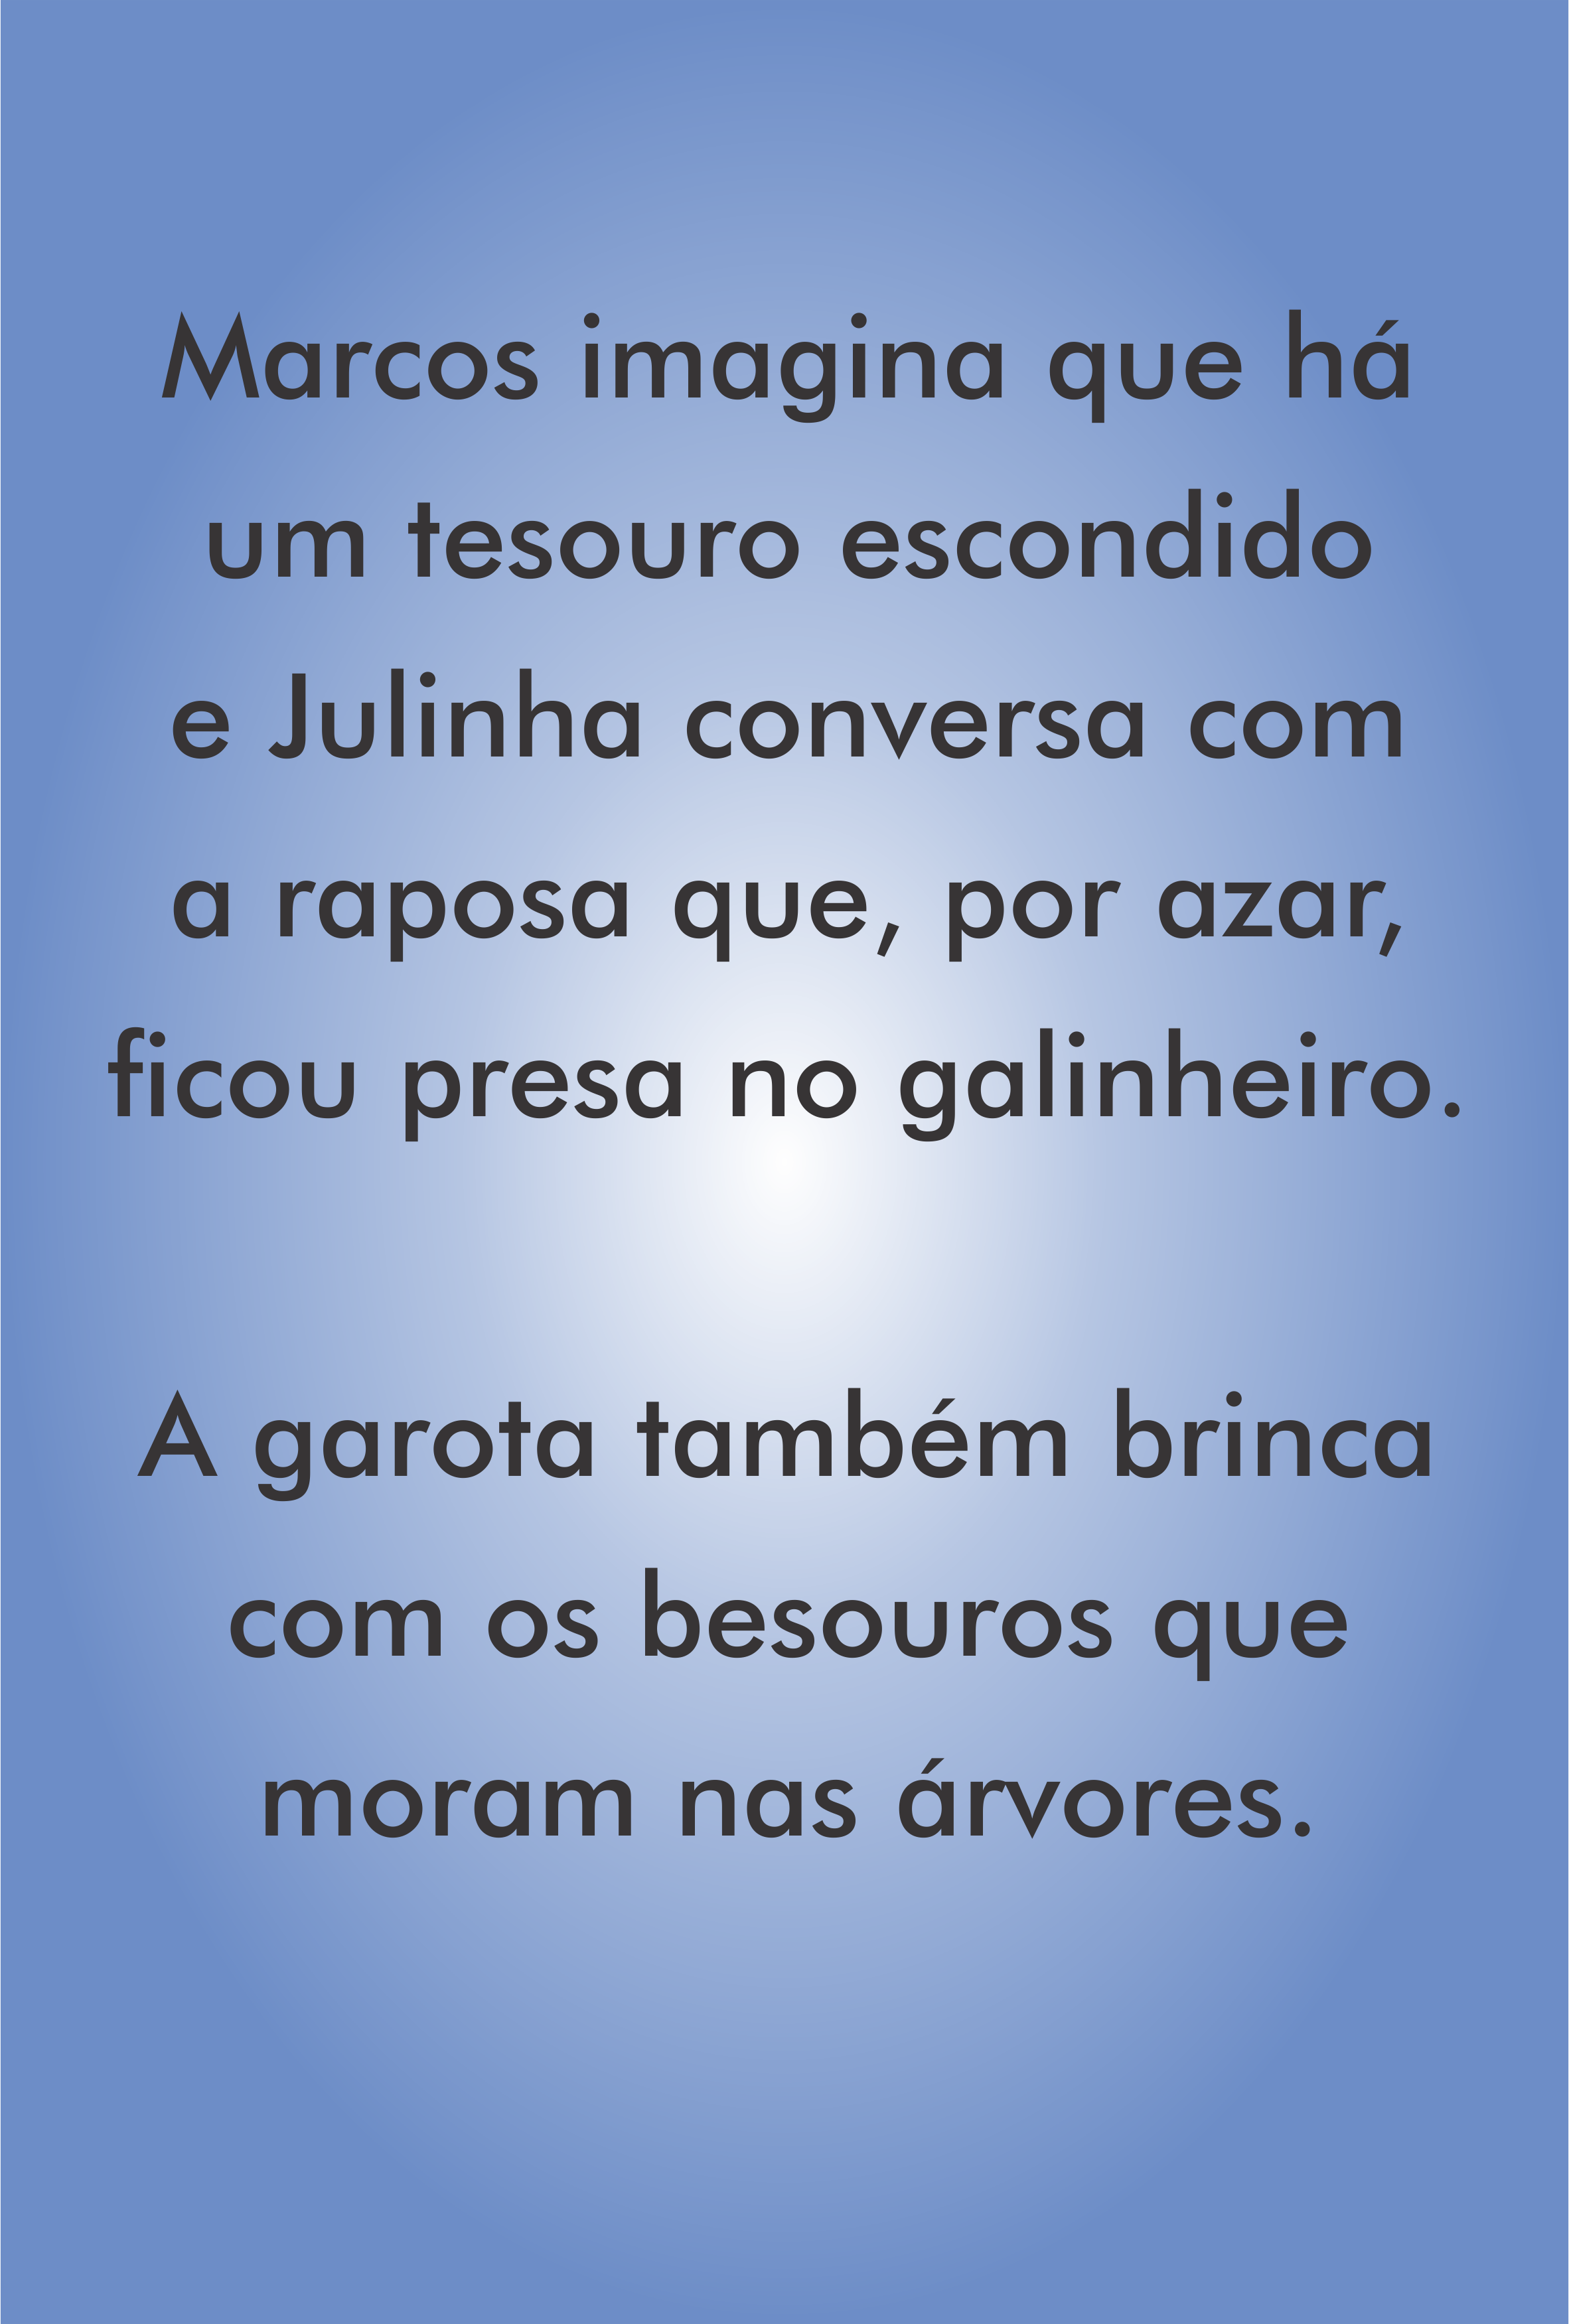 Marcos imagina que há
um tesouro escondido
e Julinha conversa com
a raposa que, por azar,
ficou presa no galinheiro.
A garota também brinca
com os besouros que
moram nas árvores.